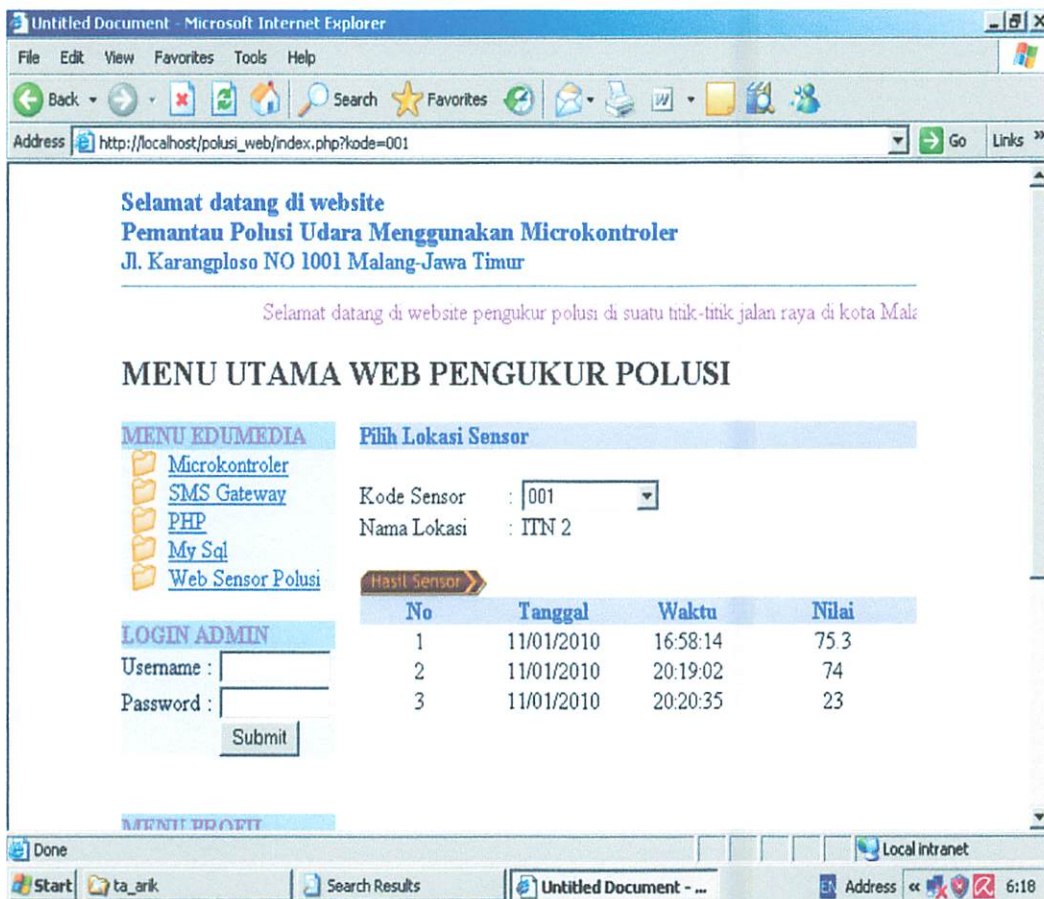 Untitled Document - Microsoft Internet Explorer
File Edit View Favorites Tools Help
Back Search Favorites
Address http://localhost/polusi_web/index.php?kode=001 Go Links »
Selamat datang di website
Pemantau Polusi Udara Menggunakan Microkontroler
Jl. Karangploso NO 1001 Malang-Jawa Timur
Selamat datang di website pengukur polusi di suatu titik-titik jalan raya di kota Mala
MENU UTAMA WEB PENGUKUR POLUSI
MENU EDUMEDIA
Microkontroler
SMS Gateway
PHP
My Sql
Web Sensor Polusi
LOGIN ADMIN
Username :
Password :
Submit
MENU PROFIL
Pilih Lokasi Sensor
Kode Sensor : 001
Nama Lokasi : ITN 2
Hasil Sensor
No Tanggal Waktu Nilai
1 11/01/2010 16:58:14 75.3
2 11/01/2010 20:19:02 74
3 11/01/2010 20:20:35 23
Done Local intranet
Start ta_arik Search Results Untitled Document - ... EN Address « 6:18